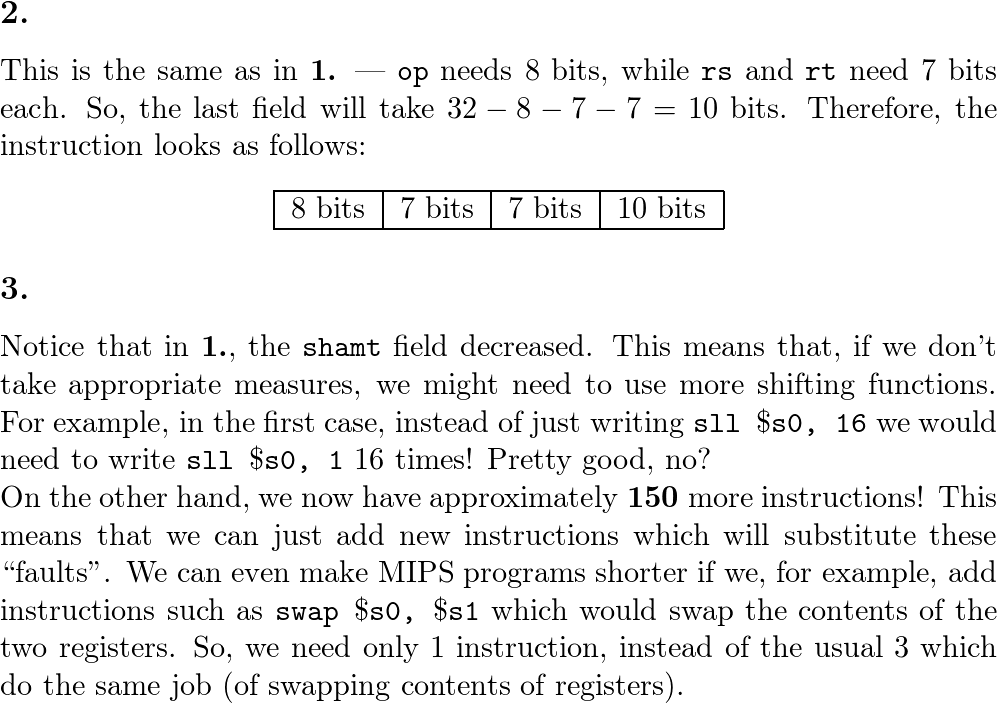 2.
This is the same as in 1. — op needs 8 bits, while rs and rt need 7 bits
each. So, the last field will take 32 − 8 − 7 − 7 = 10 bits. Therefore, the
instruction looks as follows:
8 bits 7 bits 7 bits 10 bits
3.
Notice that in 1., the shamt field decreased. This means that, if we don't
take appropriate measures, we might need to use more shifting functions.
For example, in the first case, instead of just writing sll $s0, 16 we would
need to write sll $s0, 1 16 times! Pretty good, no?
On the other hand, we now have approximately 150 more instructions! This
means that we can just add new instructions which will substitute these
“faults”. We can even make MIPS programs shorter if we, for example, add
instructions such as swap $s0, $s1 which would swap the contents of the
two registers. So, we need only 1 instruction, instead of the usual 3 which
do the same job (of swapping contents of registers).